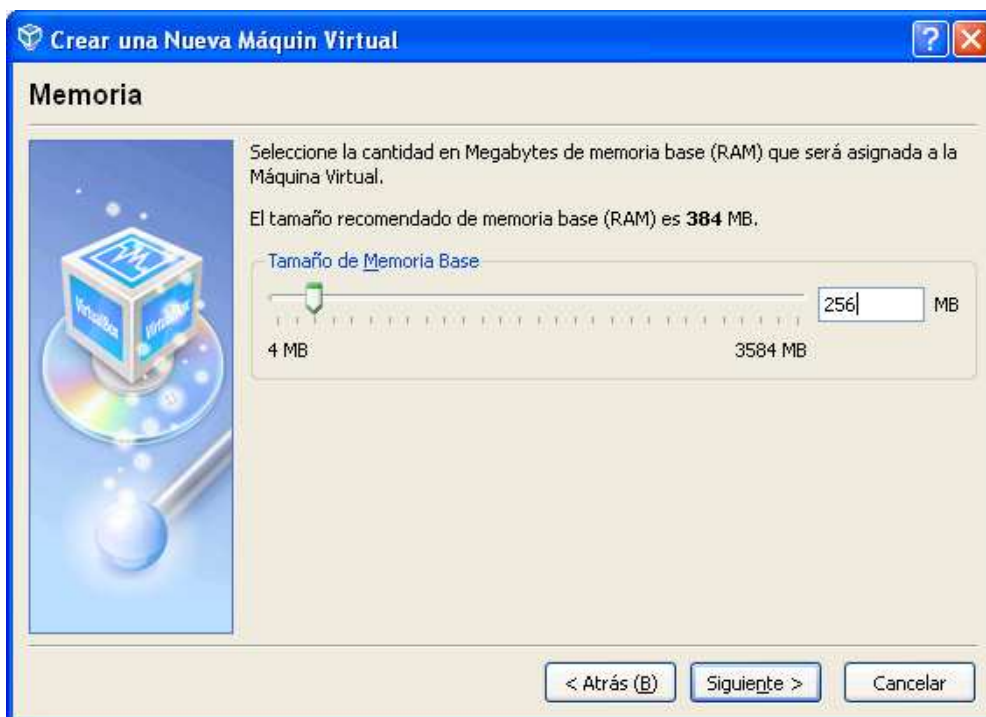 Crear una Nueva Máquin Virtual
Memoria
Seleccione la cantidad en Megabytes de memoria base (RAM) que será asignada a la
Máquina Virtual.
El tamaño recomendado de memoria base (RAM) es 384 MB.
Tamaño de Memoria Base
256 MB
4 MB 3584 MB
VirtualBox VirtualBox
< Atrás (B) Siguiente > Cancelar